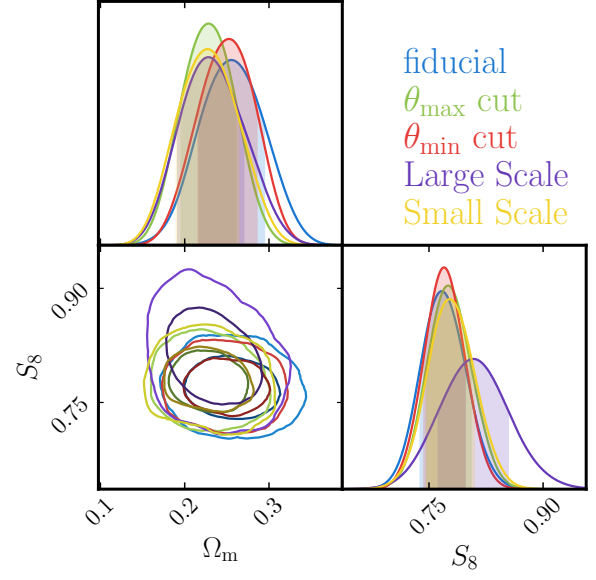 fiducial
θmax cut
θmin cut
Large Scale
Small Scale
0.90
0.75
S8
0.1
0.2
0.3
Ωm
0.75
0.90
S8